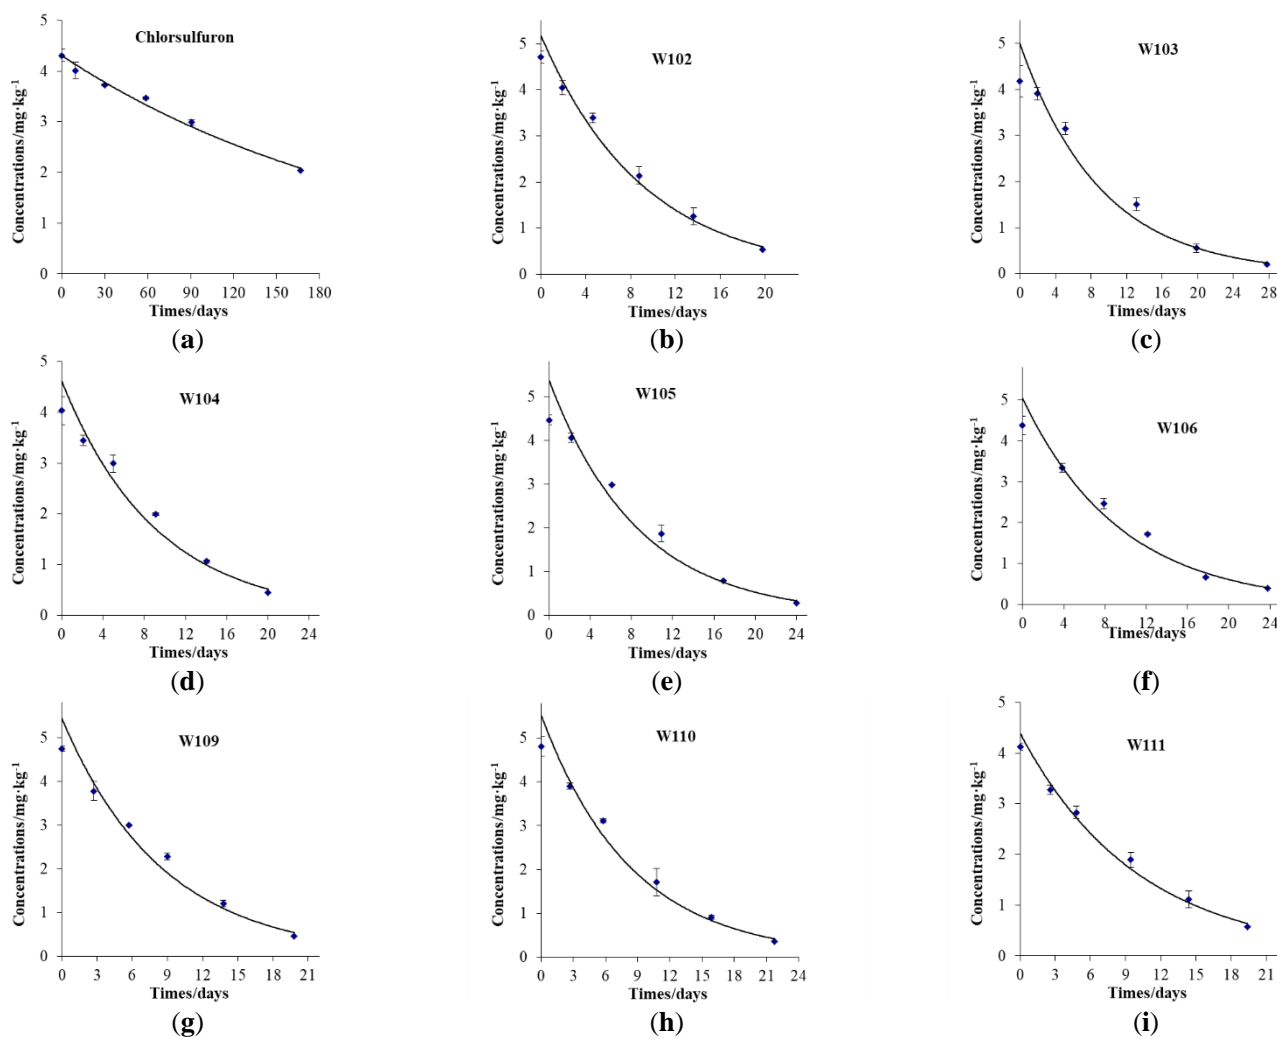 Chlorsulfuron
Concentrations/mg·kg⁻¹
5
4
3
2
1
0
0 30 60 90 120 150 180
Times/days
(a)
W102
Concentrations/mg·kg⁻¹
5
4
3
2
1
0
0 4 8 12 16 20
Times/days
(b)
W103
Concentrations/mg·kg⁻¹
5
4
3
2
1
0
0 4 8 12 16 20 24 28
Times/days
(c)
W104
Concentrations/mg·kg⁻¹
5
4
3
2
1
0
0 4 8 12 16 20 24
Times/days
(d)
W105
Concentrations/mg·kg⁻¹
5
4
3
2
1
0
0 4 8 12 16 20 24
Times/days
(e)
W106
Concentrations/mg·kg⁻¹
5
4
3
2
1
0
0 4 8 12 16 20 24
Times/days
(f)
W109
Concentrations/mg·kg⁻¹
5
4
3
2
1
0
0 3 6 9 12 15 18 21
Times/days
(g)
W110
Concentrations/mg·kg⁻¹
5
4
3
2
1
0
0 3 6 9 12 15 18 21 24
Times/days
(h)
W111
Concentrations/mg·kg⁻¹
5
4
3
2
1
0
0 3 6 9 12 15 18 21
Times/days
(i)